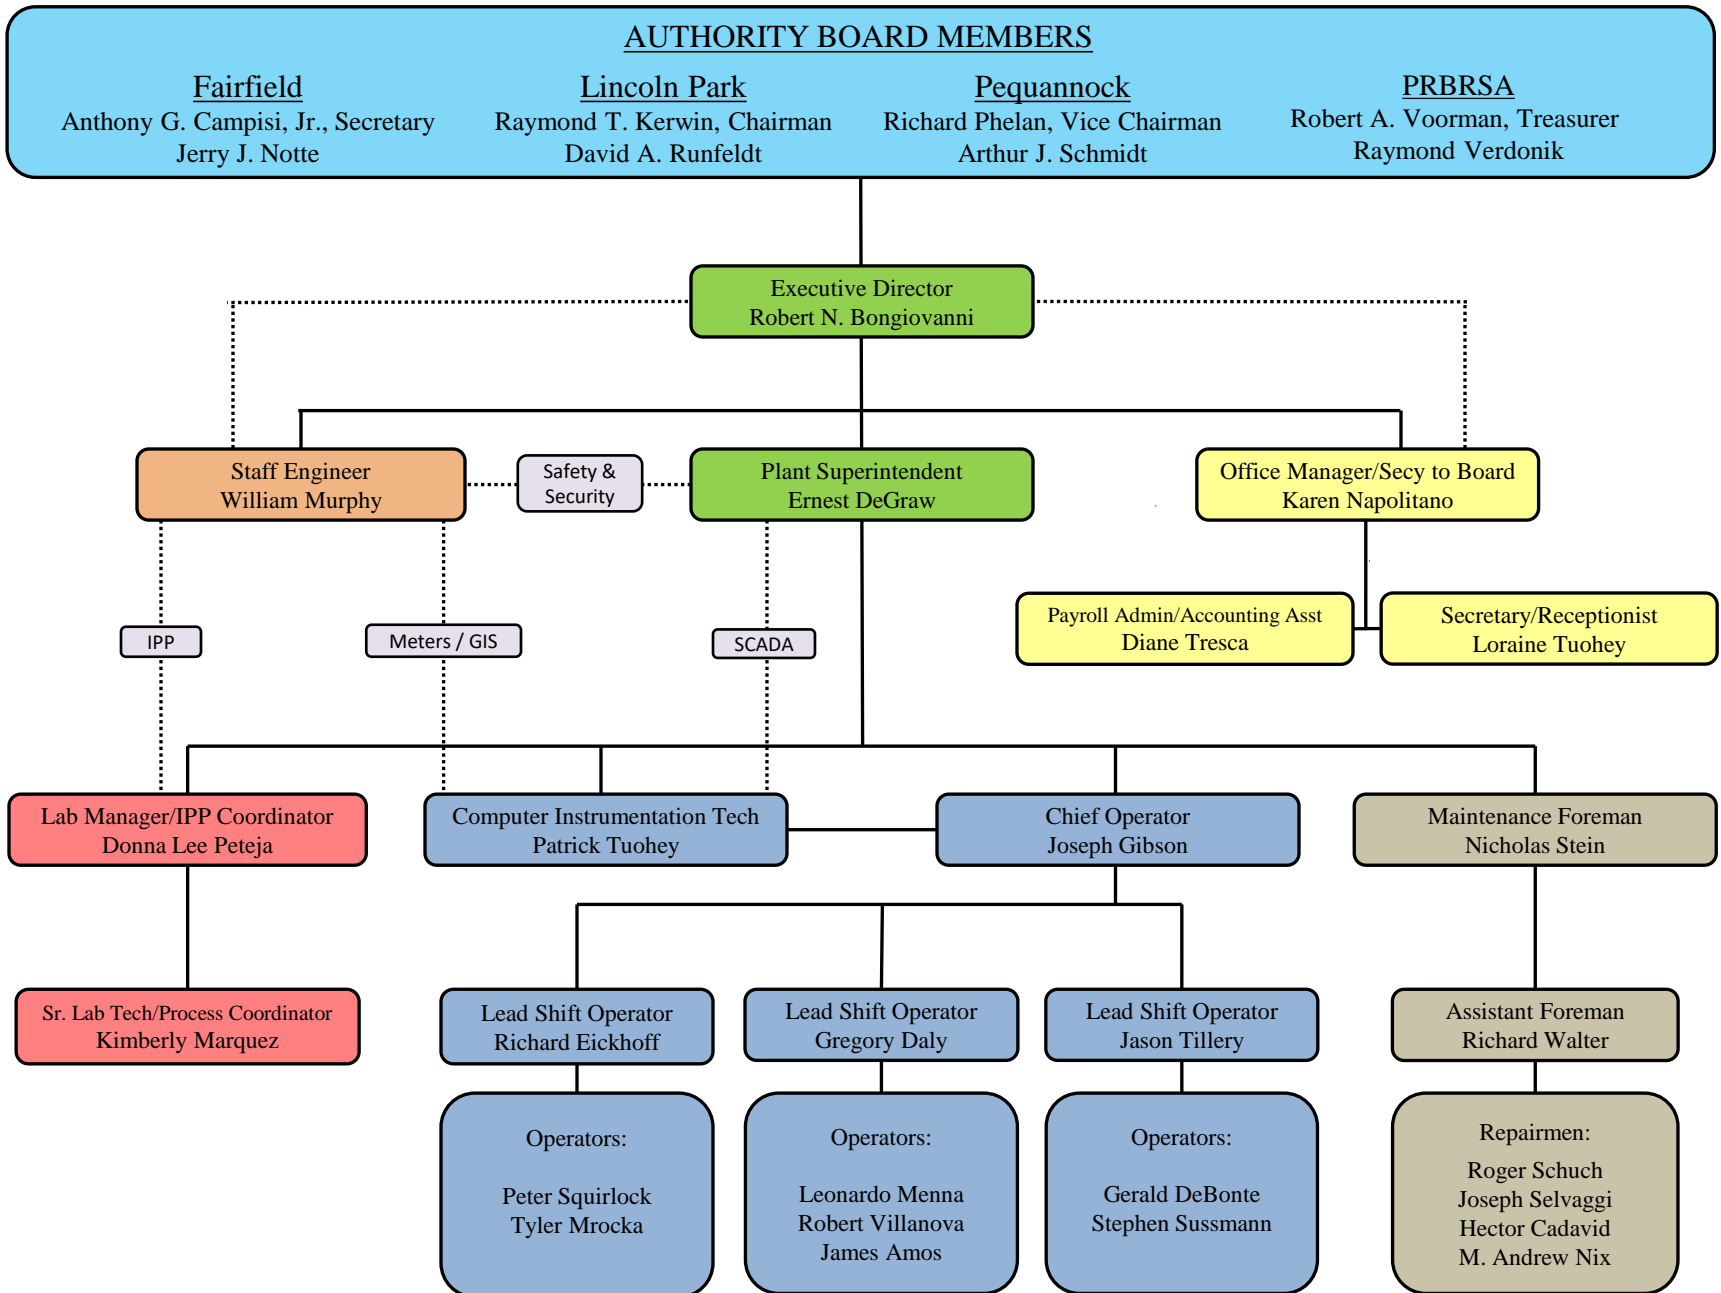 AUTHORITY BOARD MEMBERS
Fairfield
Anthony G. Campisi, Jr., Secretary
Jerry J. Notte
Lincoln Park
Raymond T. Kerwin, Chairman
David A. Runfeldt
Pequannock
Richard Phelan, Vice Chairman
Arthur J. Schmidt
PRBRSA
Robert A. Voorman, Treasurer
Raymond Verdonik
Executive Director
Robert N. Bongiovanni
Staff Engineer
William Murphy
Safety &
Security
Plant Superintendent
Ernest DeGraw
Office Manager/Secy to Board
Karen Napolitano
Payroll Admin/Accounting Asst
Diane Tresca
Secretary/Receptionist
Loraine Tuohey
IPP
Meters / GIS
SCADA
Lab Manager/IPP Coordinator
Donna Lee Peteja
Computer Instrumentation Tech
Patrick Tuohey
Chief Operator
Joseph Gibson
Maintenance Foreman
Nicholas Stein
Sr. Lab Tech/Process Coordinator
Kimberly Marquez
Lead Shift Operator
Richard Eickhoff
Lead Shift Operator
Gregory Daly
Lead Shift Operator
Jason Tillery
Assistant Foreman
Richard Walter
Operators:
Peter Squirlock
Tyler Mrocka
Operators:
Leonardo Menna
Robert Villanova
James Amos
Operators:
Gerald DeBonte
Stephen Sussmann
Repairmen:
Roger Schuch
Joseph Selvaggi
Hector Cadavid
M. Andrew Nix